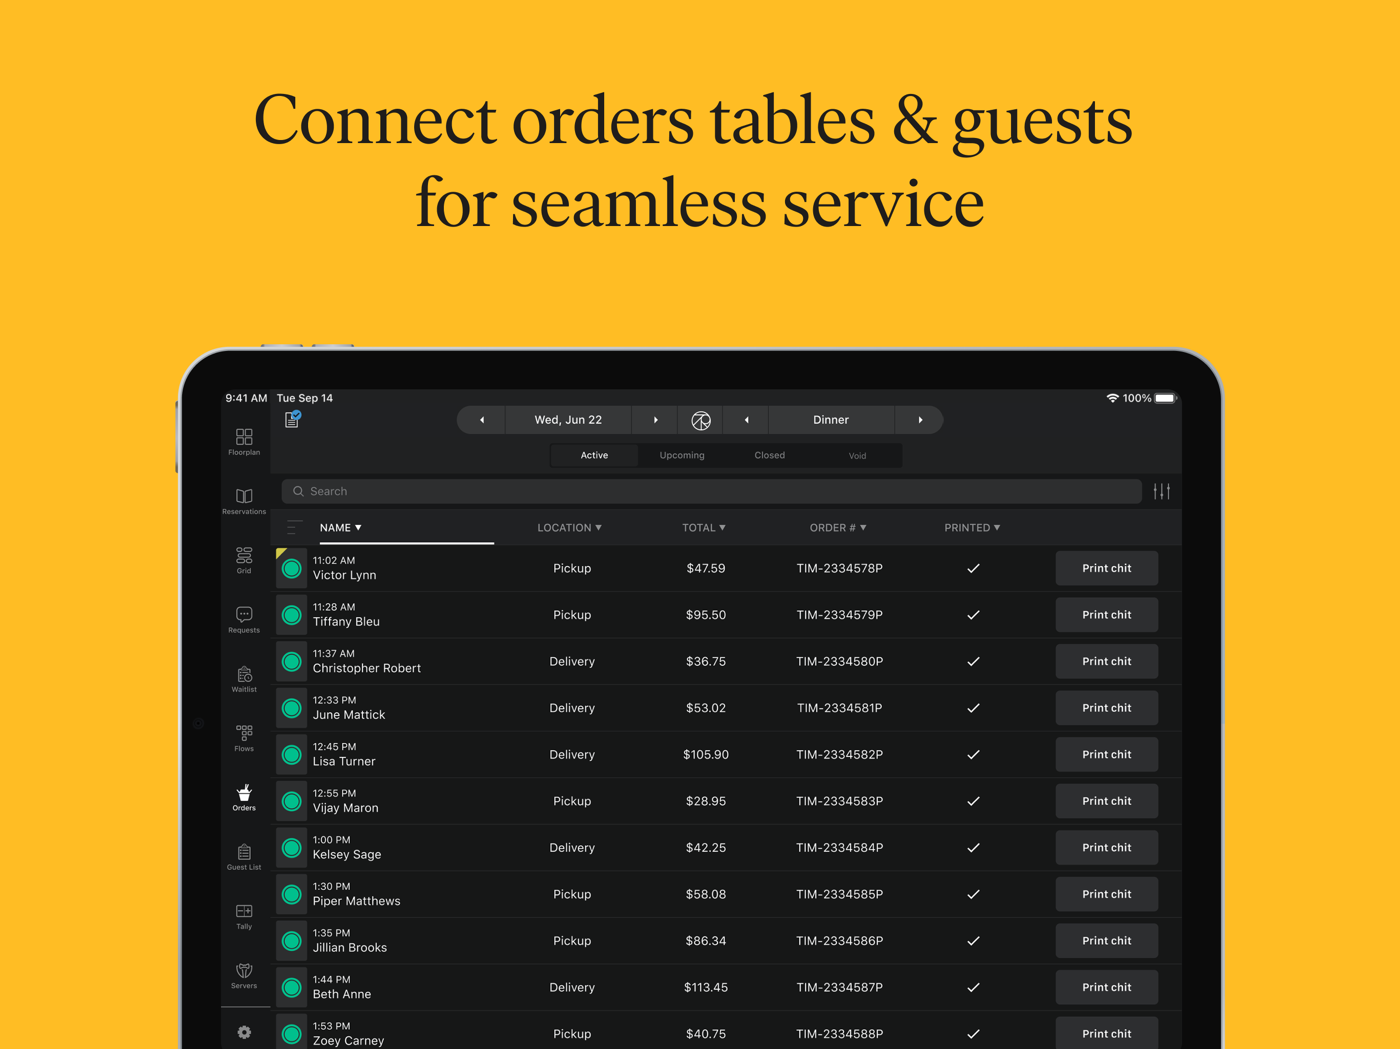 Connect orders tables & guests
for seamless service
9:41 AM Tue Sep 14 100%
Wed, Jun 22 Dinner
Active Upcoming Closed Void
Search
NAME ▼ LOCATION ▼ TOTAL ▼ ORDER # ▼ PRINTED ▼
Floorplan
Reservations
Grid
Requests
Waitlist
Flows
Orders
Guest List
Tally
Servers
11:02 AM
Victor Lynn Pickup $47.59 TIM-2334578P Print chit
11:28 AM
Tiffany Bleu Pickup $95.50 TIM-2334579P Print chit
11:37 AM
Christopher Robert Delivery $36.75 TIM-2334580P Print chit
12:33 PM
June Mattick Delivery $53.02 TIM-2334581P Print chit
12:45 PM
Lisa Turner Delivery $105.90 TIM-2334582P Print chit
12:55 PM
Vijay Maron Pickup $28.95 TIM-2334583P Print chit
1:00 PM
Kelsey Sage Delivery $42.25 TIM-2334584P Print chit
1:30 PM
Piper Matthews Pickup $58.08 TIM-2334585P Print chit
1:35 PM
Jillian Brooks Pickup $86.34 TIM-2334586P Print chit
1:44 PM
Beth Anne Delivery $113.45 TIM-2334587P Print chit
1:53 PM
Zoey Carney Pickup $40.75 TIM-2334588P Print chit